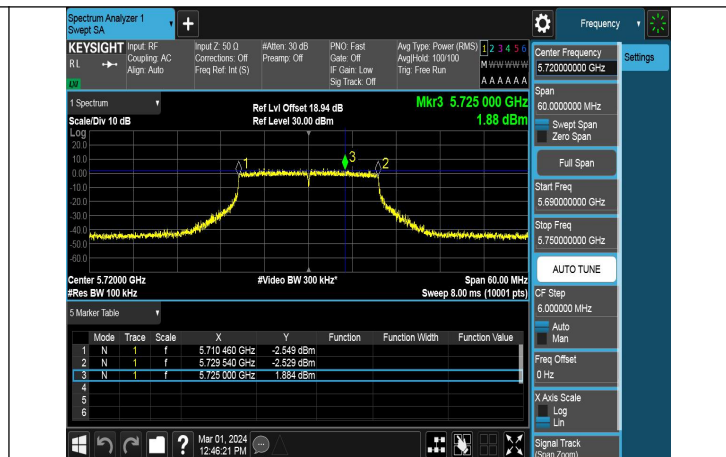 Spectrum Analyzer 1
Swept SA
Frequency
KEYSIGHT Input: RF Input Z: 50 Ω #Atten: 30 dB PNO: Fast Avg Type: Power (RMS) 1 2 3 4 5 6
RL Coupling: AC Corrections: Off Preamp: Off Gate: Off Avg|Hold: 100/100 M W W W W W
Align: Auto Freq Ref: Int (S) IF Gain: Low Trig: Free Run
Sig Track: Off A A A A A A
Center Frequency
5.720000000 GHz
Settings
1 Spectrum
Ref Lvl Offset 18.94 dB
Mkr3 5.725 000 GHz
Scale/Div 10 dB
Ref Level 30.00 dBm
1.88 dBm
Log
20.0
10.0
0.00
-10.0
-20.0
-30.0
-40.0
-50.0
-60.0
1
3
2
Center 5.72000 GHz #Video BW 300 kHz* Span 60.00 MHz
#Res BW 100 kHz Sweep 8.00 ms (10001 pts)
Span
60.0000000 MHz
Swept Span
Zero Span
Full Span
Start Freq
5.690000000 GHz
Stop Freq
5.750000000 GHz
AUTO TUNE
CF Step
6.000000 MHz
Auto
Man
Freq Offset
0 Hz
X Axis Scale
Log
Lin
Signal Track
(Span Zoom)
5 Marker Table
Mode Trace Scale X Y Function Function Width Function Value
1 N 1 f 5.710 460 GHz -2.549 dBm
2 N 1 f 5.729 540 GHz -2.529 dBm
3 N 1 f 5.725 000 GHz 1.884 dBm
4
5
6
Mar 01, 2024
12:46:21 PM